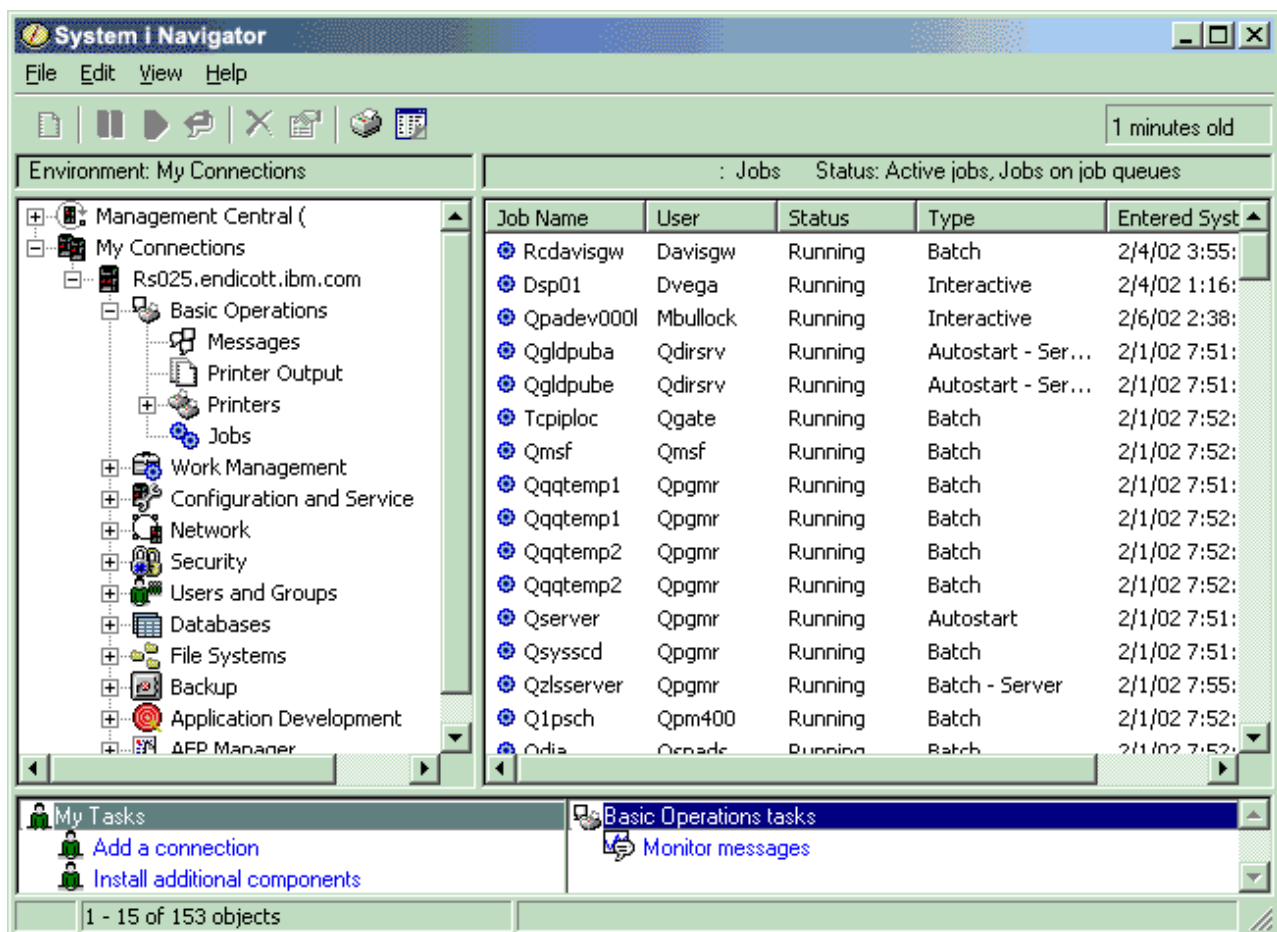 System i Navigator
File Edit View Help
1 minutes old
Environment: My Connections
: Jobs Status: Active jobs, Jobs on job queues
Management Central (
My Connections
Rs025.endicott.ibm.com
Basic Operations
Messages
Printer Output
Printers
Jobs
Work Management
Configuration and Service
Network
Security
Users and Groups
Databases
File Systems
Backup
Application Development
AFP Manager
Job Name User Status Type Entered Syst
Rcdavisgw Davisgw Running Batch 2/4/02 3:55:
Dsp01 Dvega Running Interactive 2/4/02 1:16:
Qpadev000l Mbullock Running Interactive 2/6/02 2:38:
Qgldpuba Qdirsrv Running Autostart - Ser... 2/1/02 7:51:
Qgldpube Qdirsrv Running Autostart - Ser... 2/1/02 7:51:
Tcpiploc Qgate Running Batch 2/1/02 7:52:
Qmsf Qmsf Running Batch 2/1/02 7:52:
Qqqtemp1 Qpgmr Running Batch 2/1/02 7:51:
Qqqtemp1 Qpgmr Running Batch 2/1/02 7:52:
Qqqtemp2 Qpgmr Running Batch 2/1/02 7:52:
Qqqtemp2 Qpgmr Running Batch 2/1/02 7:52:
Qserver Qpgmr Running Autostart 2/1/02 7:51:
Qsysscd Qpgmr Running Batch 2/1/02 7:51:
Qzlsserver Qpgmr Running Batch - Server 2/1/02 7:55:
Q1psch Qpm400 Running Batch 2/1/02 7:52:
Qdia Qsnads Running Batch 2/1/02 7:52:
My Tasks
Add a connection
Install additional components
Basic Operations tasks
Monitor messages
1 - 15 of 153 objects